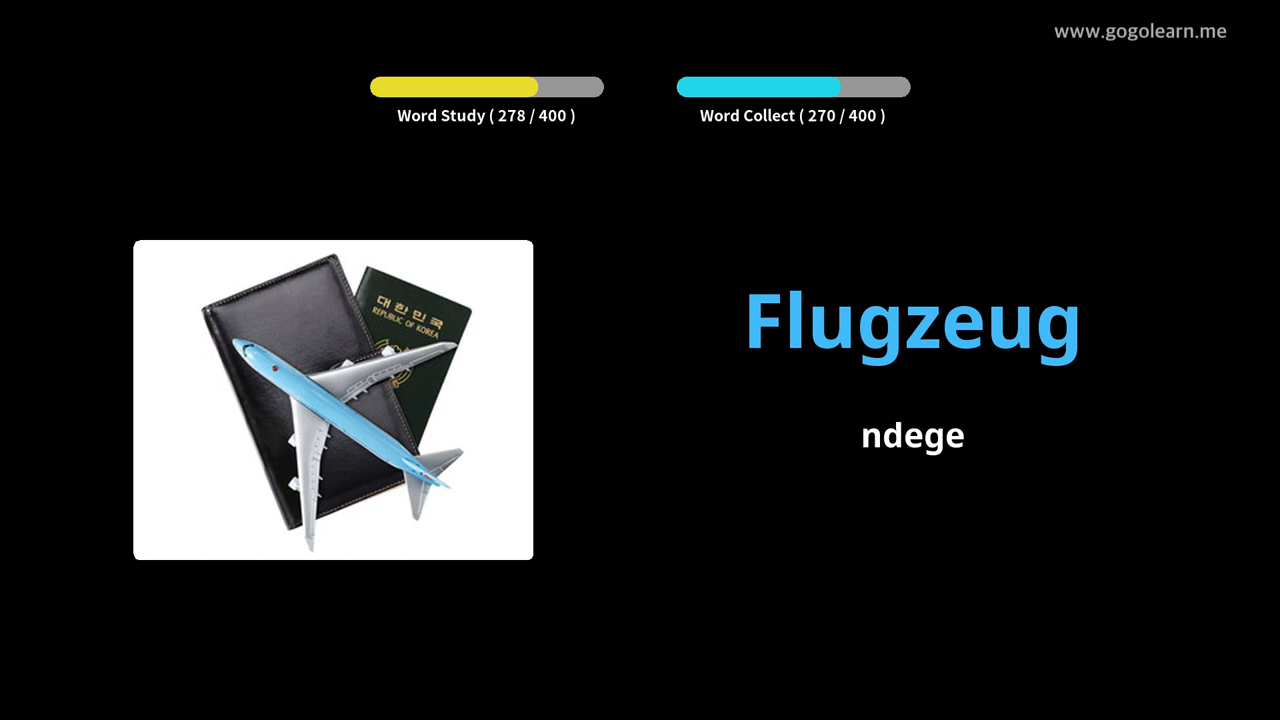 www.gogolearn.me
Word Study ( 278 / 400 )
Word Collect ( 270 / 400 )
대한민국
REPUBLIC OF KOREA
Flugzeug
ndege